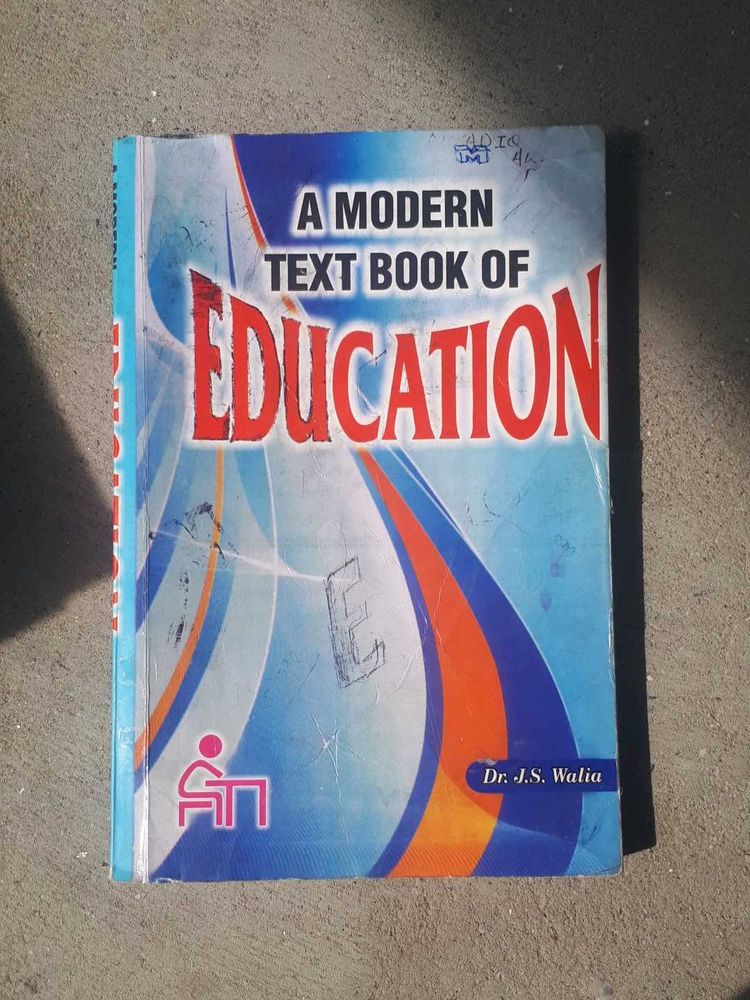 A MODERN
TEXT BOOK OF
EDUCATION
E
Dr. J.S. Walia